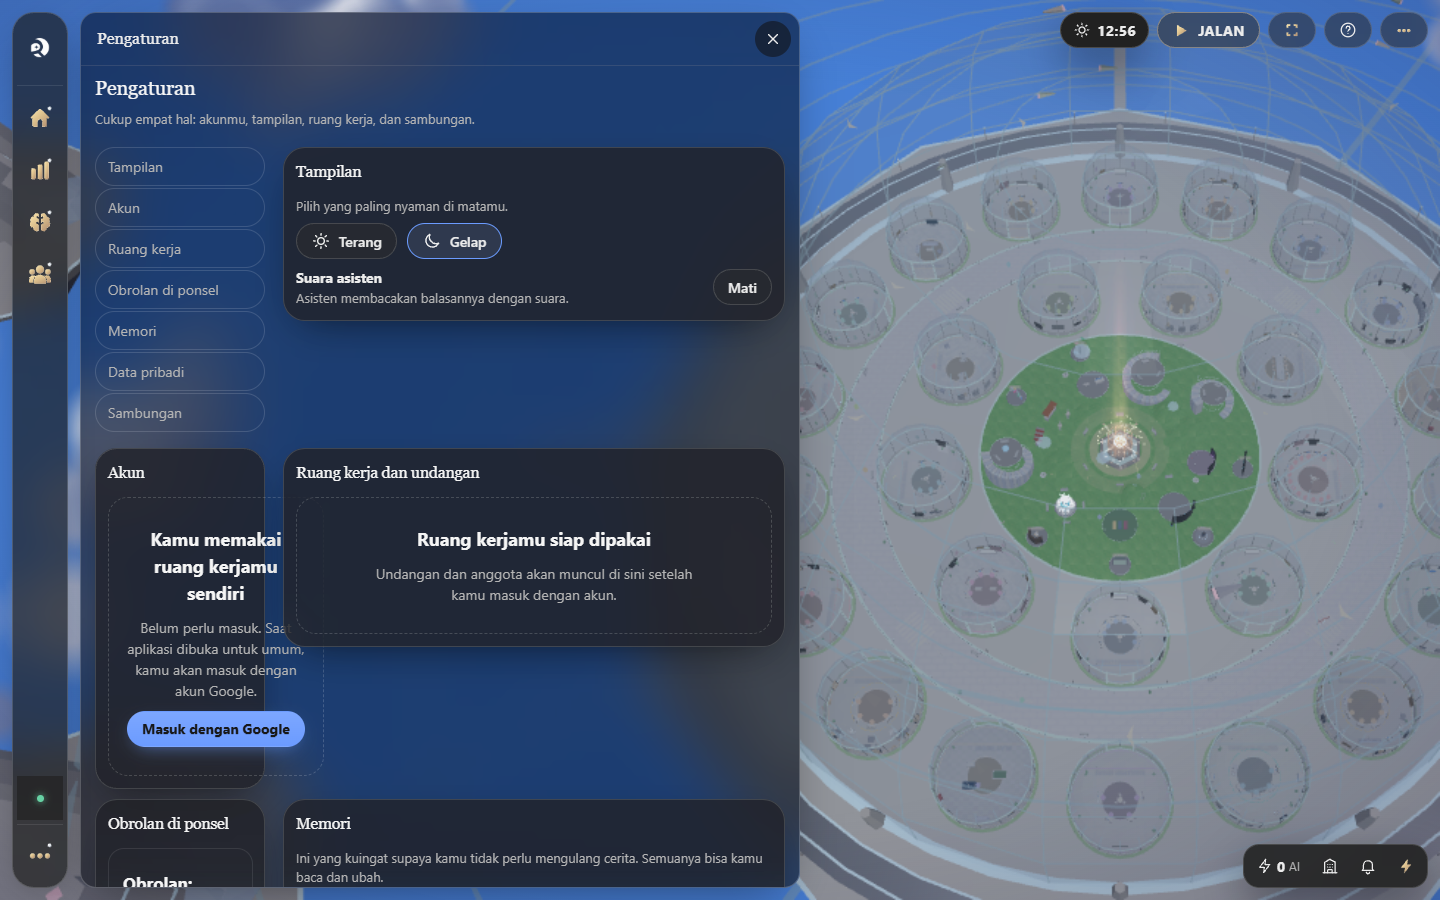 Pengaturan
12:56
JALAN
Pengaturan
Cukup empat hal: akunmu, tampilan, ruang kerja, dan sambungan.
Tampilan
Akun
Ruang kerja
Obrolan di ponsel
Memori
Data pribadi
Sambungan
Tampilan
Pilih yang paling nyaman di matamu.
Terang
Gelap
Suara asisten
Asisten membacakan balasannya dengan suara.
Mati
Akun
Kamu memakai
ruang kerjamu
sendiri
Belum perlu masuk. Saat
aplikasi dibuka untuk umum,
kamu akan masuk dengan
akun Google.
Masuk dengan Google
Ruang kerja dan undangan
Ruang kerjamu siap dipakai
Undangan dan anggota akan muncul di sini setelah
kamu masuk dengan akun.
Obrolan di ponsel
Obrolan:
Memori
Ini yang kuingat supaya kamu tidak perlu mengulang cerita. Semuanya bisa kamu
baca dan ubah.
0 AI